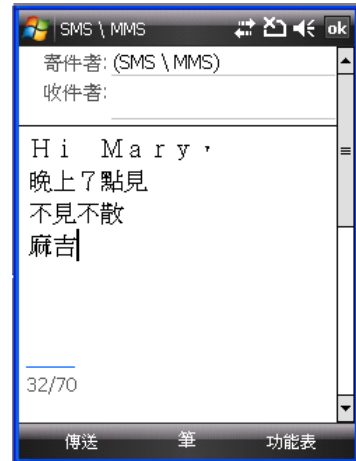 SMS \ MMS ok
寄件者: (SMS \ MMS)
收件者:
Ｈｉ　Ｍａｒｙ，
晚上７點見
不見不散
麻吉
32/70
傳送 筆 功能表